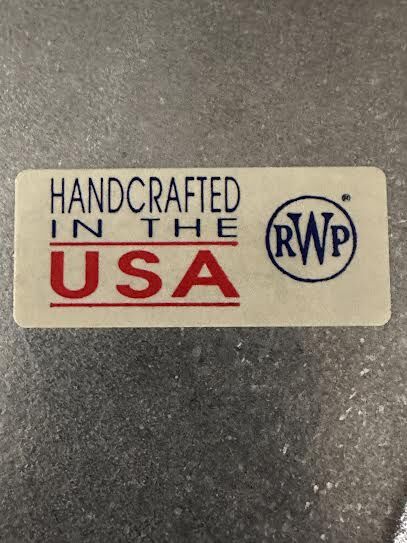 HANDCRAFTED
IN THE
USA
RWP®